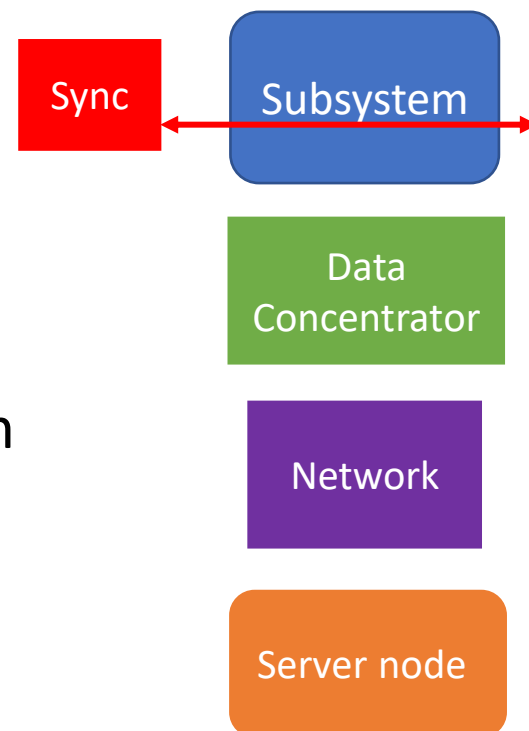 Sync
Subsystem
Data
Concentrator
n
Network
Server node